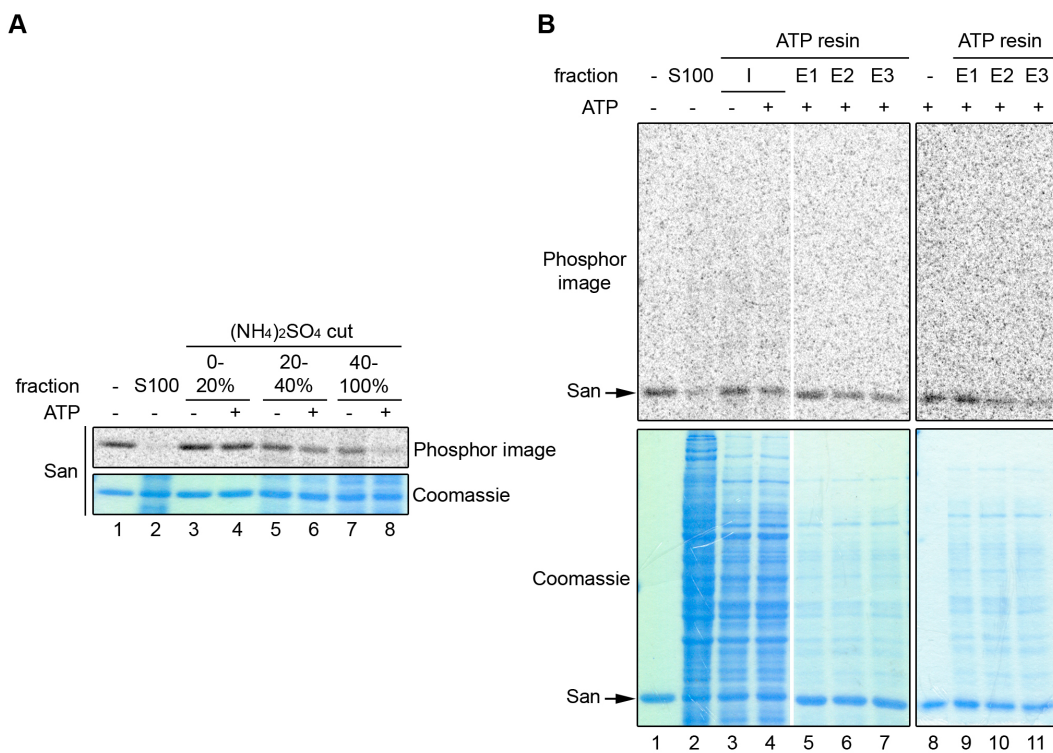 A
(NH4)2SO4 cut
0- 20- 40-
fraction - S100 20% 40% 100%
ATP - - - + - + - +
San
Phosphor image
Coomassie
1 2 3 4 5 6 7 8
B
ATP resin ATP resin
fraction - S100 I E1 E2 E3 - E1 E2 E3
ATP - - - + + + + + + + +
Phosphor
image
San
Coomassie
San
1 2 3 4 5 6 7 8 9 10 11